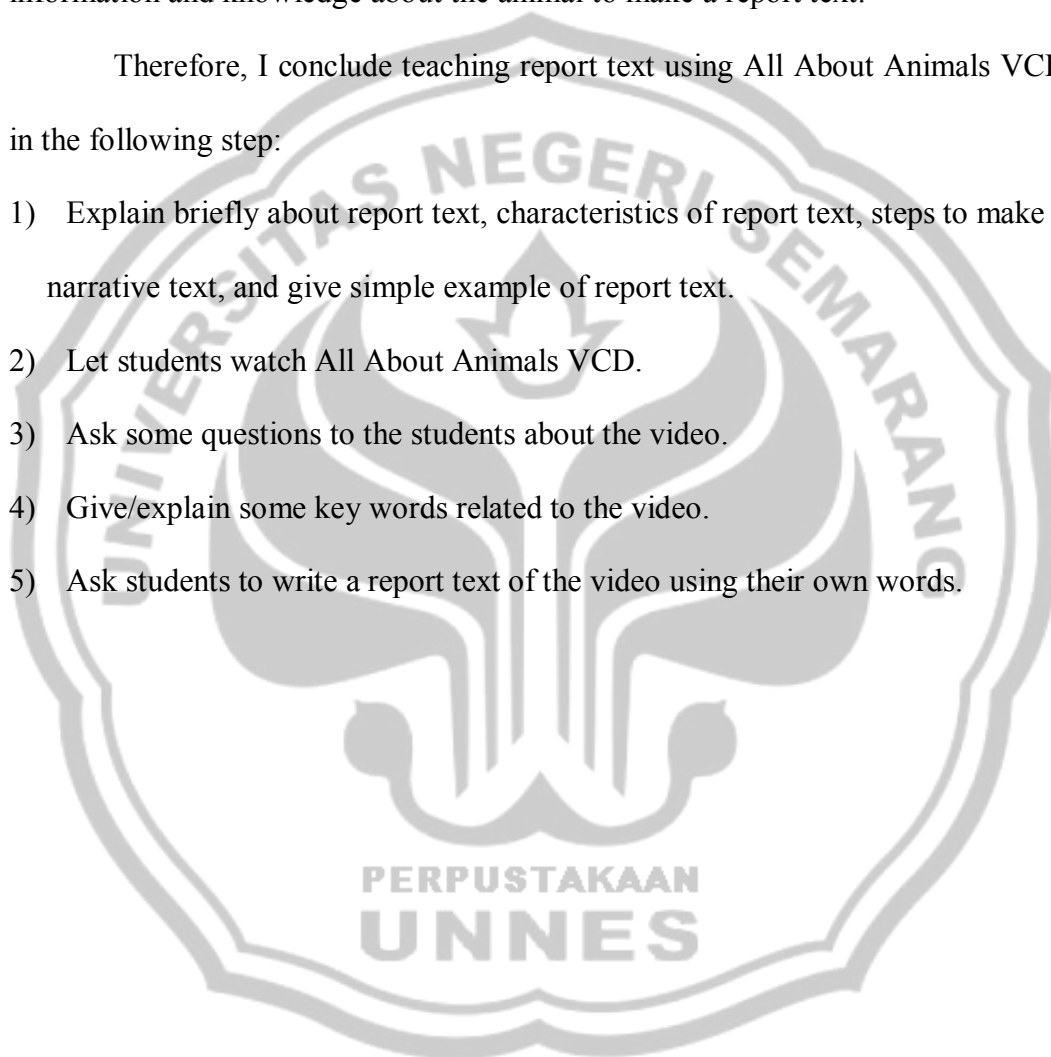 information and knowledge about the animal to make a report text.
Therefore, I conclude teaching report text using All About Animals
in the following step:
1) Explain briefly about report text, characteristics of report text, steps to make
narrative text, and give simple example of report text.
2) Let students watch All About Animals VCD.
3) Ask some questions to the students about the video.
4) Give/explain some key words related to the video.
5) Ask students to write a report text of the video using their own words.
UNIVERSITAS NEGERI SEMARANG
PERPUSTAKAAN
UNNES